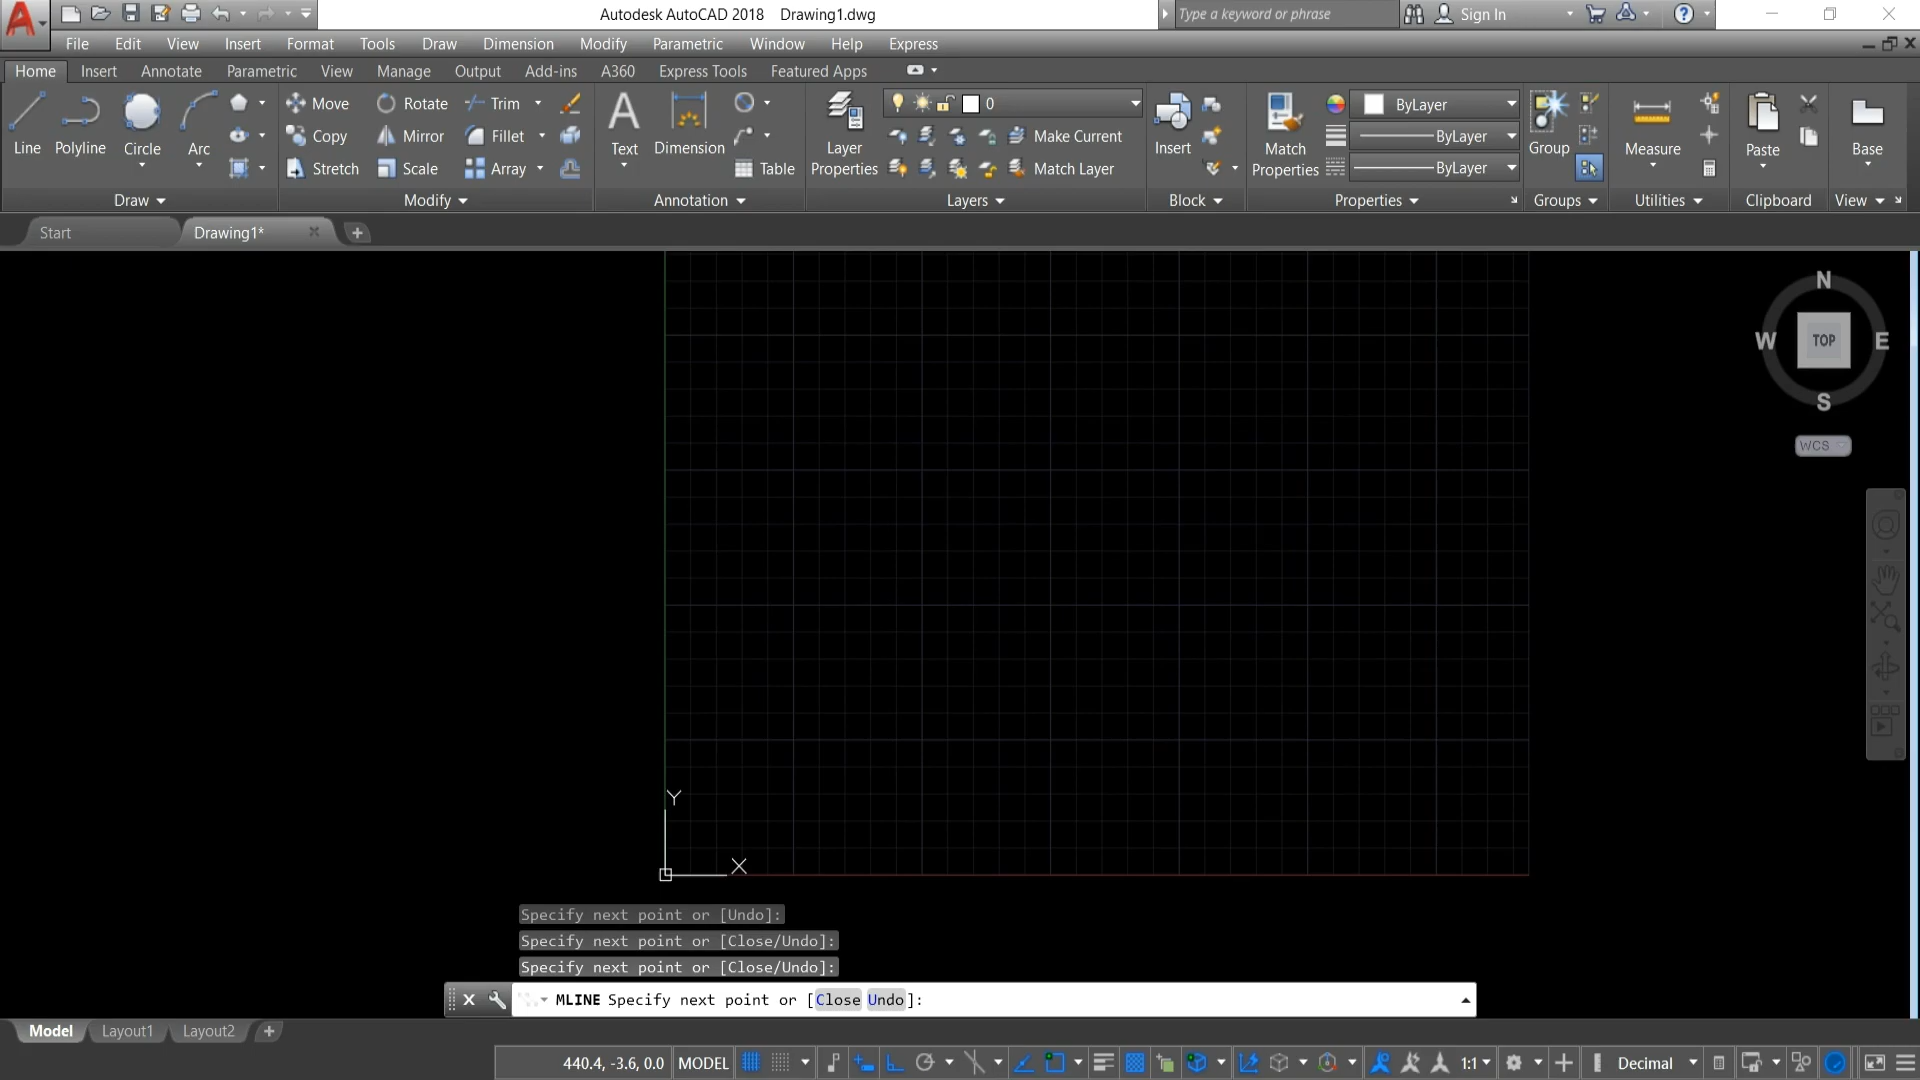 Autodesk AutoCAD 2018 Drawing1.dwg
Type a keyword or phrase
Sign In
File Edit View Insert Format Tools Draw Dimension Modify Parametric Window Help Express
Home Insert Annotate Parametric View Manage Output Add-ins A360 Express Tools Featured Apps
Line Polyline Circle Arc
Move Rotate Trim
Copy Mirror Fillet
Stretch Scale Array
Text Dimension Table
Layer Properties
0
Make Current
Match Layer
Insert
Match Properties
ByLayer
ByLayer
ByLayer
Group
Measure
Paste
Base
Draw Modify Annotation Layers Block Properties Groups Utilities Clipboard View
Start Drawing1*
N
W TOP E
S
WCS
Y
X
Specify next point or [Undo]:
Specify next point or [Close/Undo]:
Specify next point or [Close/Undo]:
MLINE Specify next point or [Close Undo]:
Model Layout1 Layout2
440.4, -3.6, 0.0 MODEL 1:1 Decimal